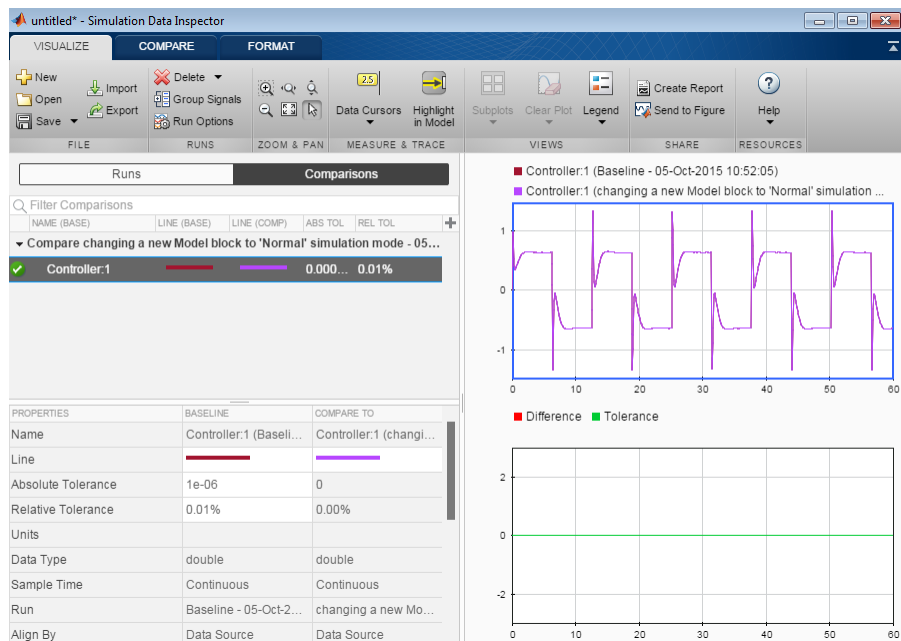 untitled* - Simulation Data Inspector
VISUALIZE COMPARE FORMAT
New
Open
Save
Import
Export
FILE
Delete
Group Signals
Run Options
RUNS
ZOOM & PAN
2.5
Data Cursors
Highlight
in Model
MEASURE & TRACE
Subplots
Clear Plot
Legend
VIEWS
Create Report
Send to Figure
SHARE
?
Help
RESOURCES
Runs Comparisons
Filter Comparisons
NAME (BASE) LINE (BASE) LINE (COMP) ABS TOL REL TOL
Compare changing a new Model block to 'Normal' simulation mode - 05...
Controller:1 0.000... 0.01%
PROPERTIES BASELINE COMPARE TO
Name Controller:1 (Baseli... Controller:1 (changi...
Line
Absolute Tolerance 1e-06 0
Relative Tolerance 0.01% 0.00%
Units
Data Type double double
Sample Time Continuous Continuous
Run Baseline - 05-Oct-2... changing a new Mo...
Align By Data Source Data Source
Controller:1 (Baseline - 05-Oct-2015 10:52:05)
Controller:1 (changing a new Model block to 'Normal' simulation ...
1
0
-1
0 10 20 30 40 50 60
Difference Tolerance
2
0
-2
0 10 20 30 40 50 60